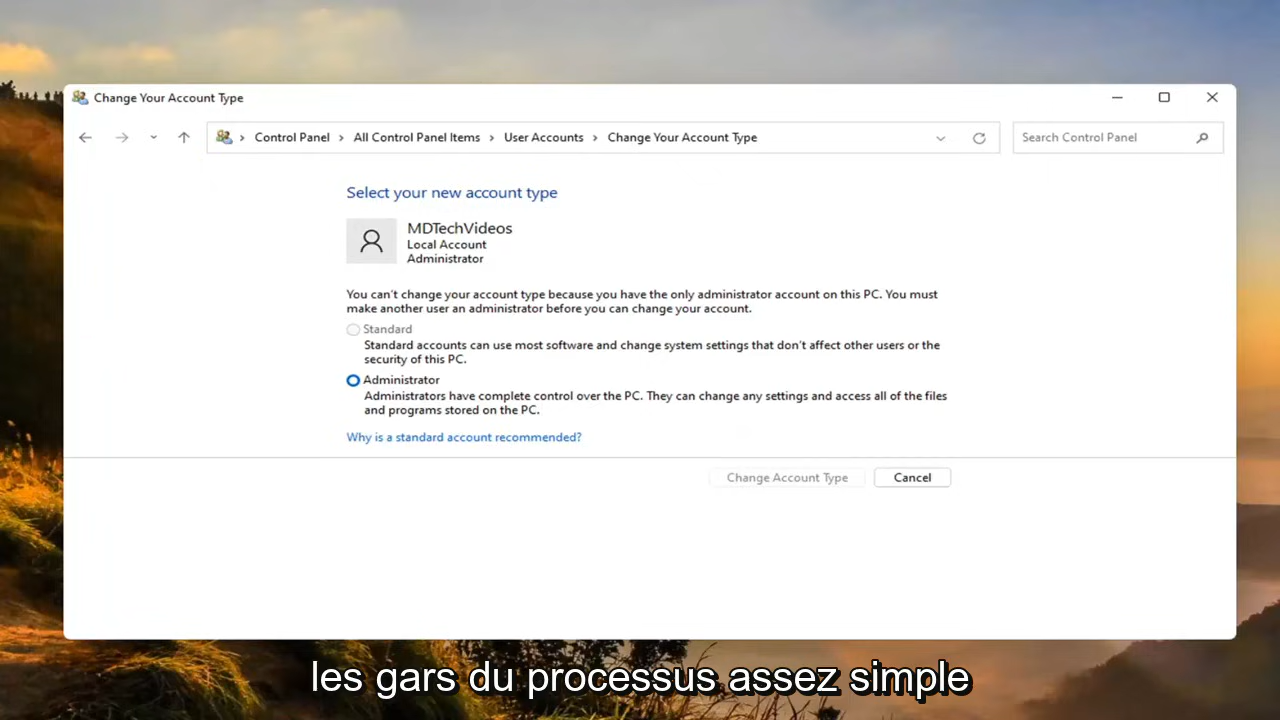 Change Your Account Type
Control Panel > All Control Panel Items > User Accounts > Change Your Account Type
Search Control Panel
Select your new account type
MDTechVideos
Local Account
Administrator
You can't change your account type because you have the only administrator account on this PC. You must
make another user an administrator before you can change your account.
Standard
Standard accounts can use most software and change system settings that don't affect other users or the
security of this PC.
Administrator
Administrators have complete control over the PC. They can change any settings and access all of the files
and programs stored on the PC.
Why is a standard account recommended?
Change Account Type Cancel
les gars du processus assez simple